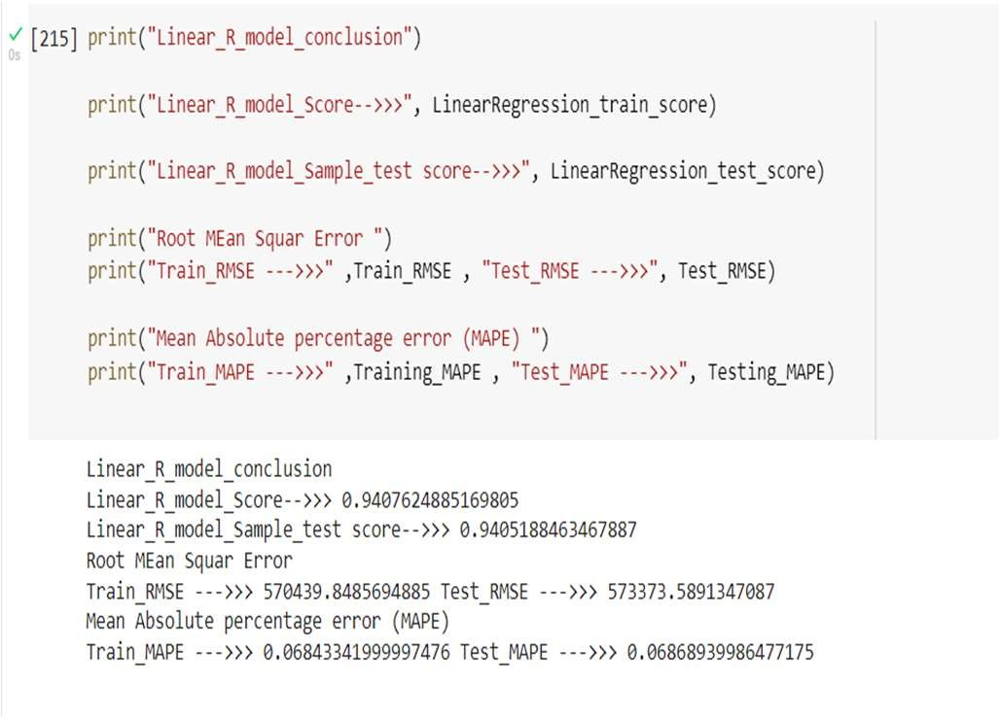 [215] print("Linear_R_model_conclusion")
0s
print("Linear_R_model_Score-->>>", LinearRegression_train_score)
print("Linear_R_model_Sample_test score-->>>", LinearRegression_test_score)
print("Root MEan Squar Error ")
print("Train_RMSE --->>>" ,Train_RMSE , "Test_RMSE --->>>", Test_RMSE)
print("Mean Absolute percentage error (MAPE) ")
print("Train_MAPE --->>>" ,Training_MAPE , "Test_MAPE --->>>", Testing_MAPE)
Linear_R_model_conclusion
Linear_R_model_Score-->>> 0.9407624885169805
Linear_R_model_Sample_test score-->>> 0.9405188463467887
Root MEan Squar Error
Train_RMSE --->>> 570439.8485694885 Test_RMSE --->>> 573373.5891347087
Mean Absolute percentage error (MAPE)
Train_MAPE --->>> 0.06843341999997476 Test_MAPE --->>> 0.06868939986477175